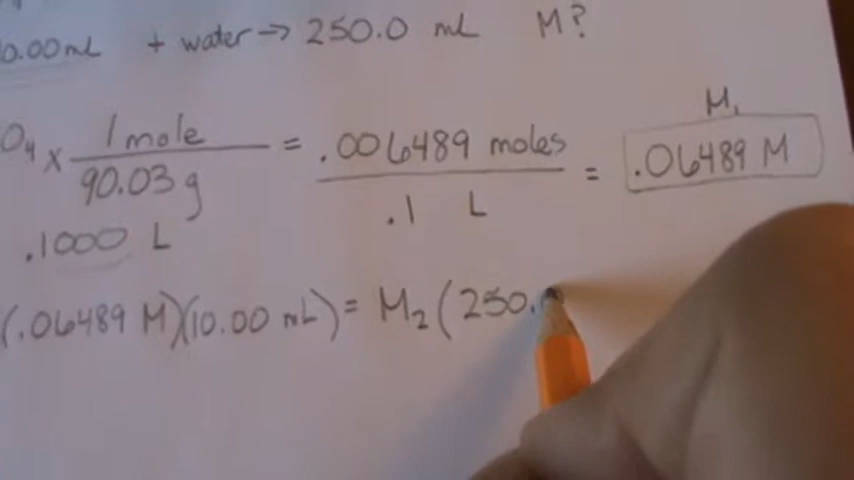 0.00 mL + water → 250.0 mL M?
M₁
O₄ x 1 mole / 90.03 g = .006489 moles / .1 L = .06489 M
.1000 L
(.06489 M)(10.00 mL) = M₂ (250.